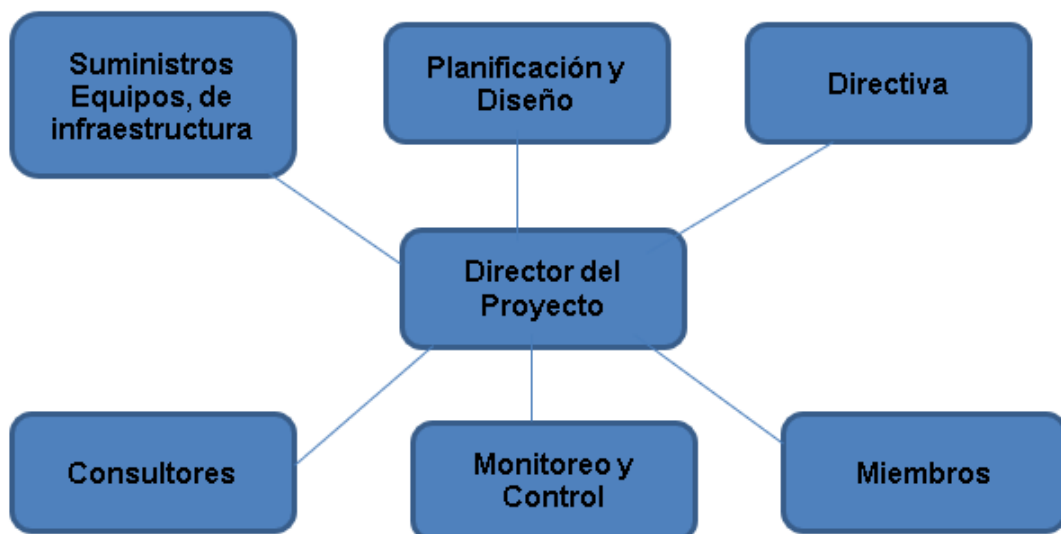 Suministros
Equipos, de
infraestructura
Planificación y
Diseño
Directiva
Director del
Proyecto
Consultores
Monitoreo y
Control
Miembros